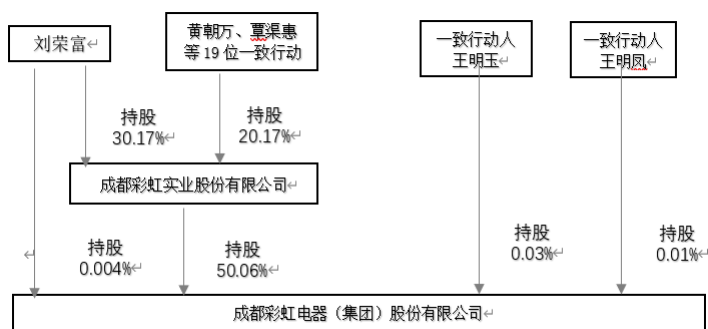 刘荣富
黄朝万、覃渠惠
等19位一致行动
一致行动人
王明玉
一致行动人
王明凤
持股
30.17%
持股
20.17%
成都彩虹实业股份有限公司
持股
0.004%
持股
50.06%
持股
0.03%
持股
0.01%
成都彩虹电器（集团）股份有限公司